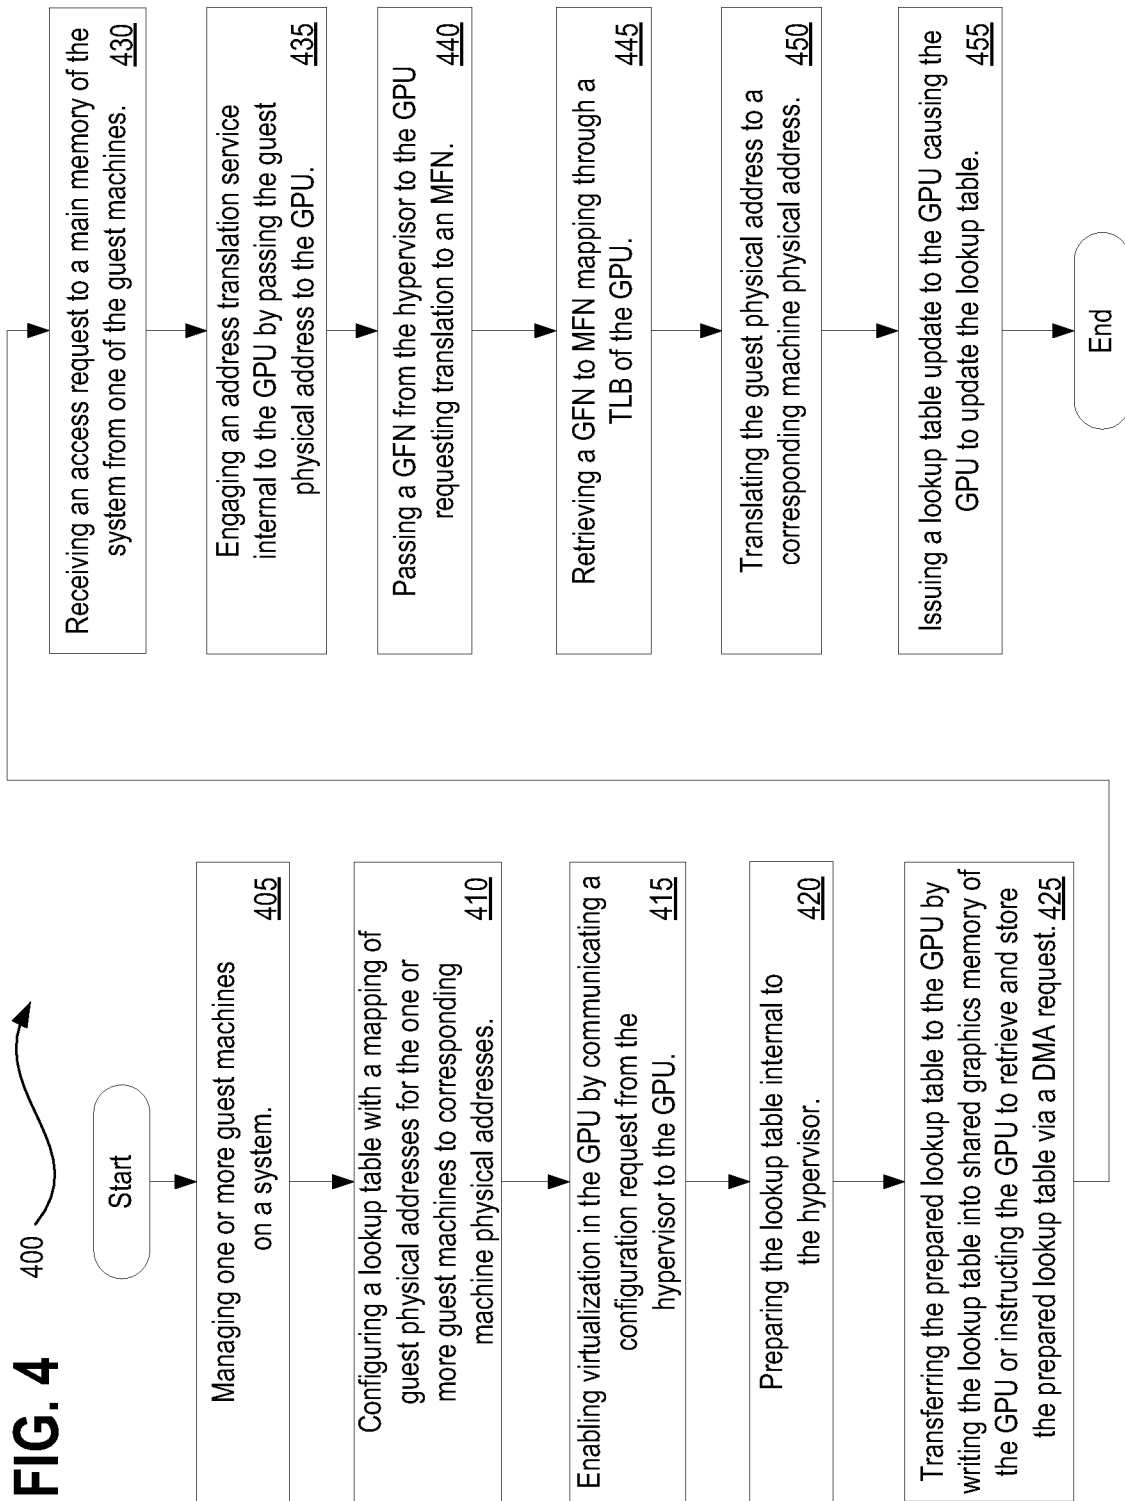 FIG. 4
400
Start
Managing one or more guest machines
on a system.
405
Configuring a lookup table with a mapping of
guest physical addresses for the one or
more guest machines to corresponding
machine physical addresses.
410
Enabling virtualization in the GPU by communicating a
configuration request from the
hypervisor to the GPU.
415
Preparing the lookup table internal to
the hypervisor.
420
Transferring the prepared lookup table to the GPU by
writing the lookup table into shared graphics memory of
the GPU or instructing the GPU to retrieve and store
the prepared lookup table via a DMA request.
425
Receiving an access request to a main memory of the
system from one of the guest machines.
430
Engaging an address translation service
internal to the GPU by passing the guest
physical address to the GPU.
435
Passing a GFN from the hypervisor to the GPU
requesting translation to an MFN.
440
Retrieving a GFN to MFN mapping through a
TLB of the GPU.
445
Translating the guest physical address to a
corresponding machine physical address.
450
Issuing a lookup table update to the GPU causing the
GPU to update the lookup table.
455
End